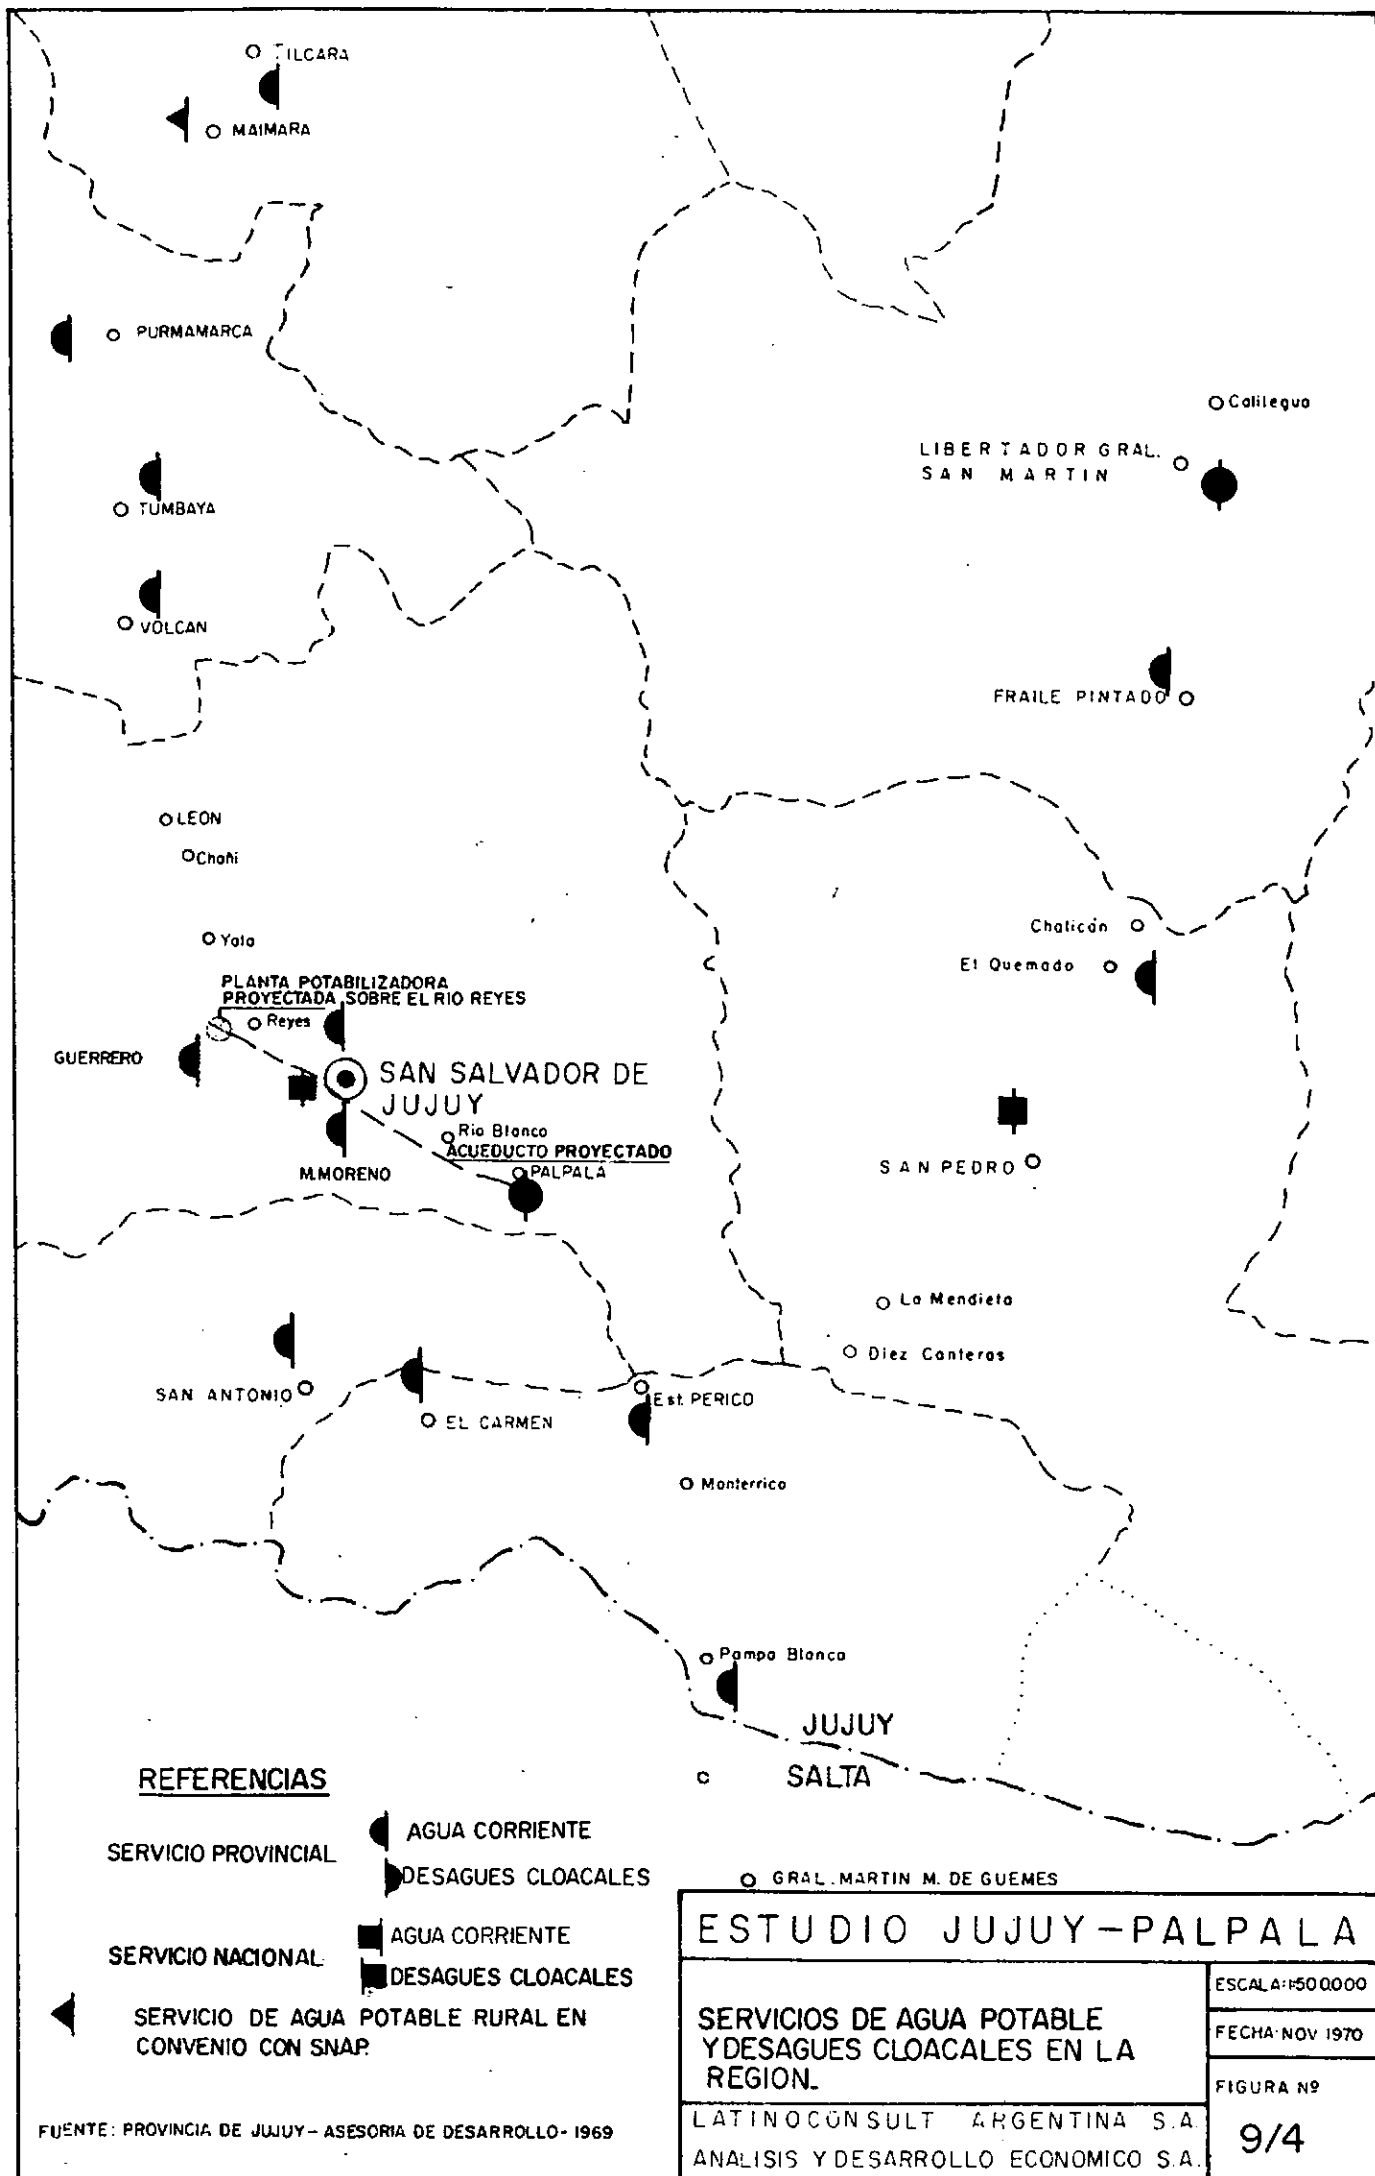 TILCARA
MAIMARA
PURMAMARCA
Calilegua
LIBERTADOR GRAL.
SAN MARTIN
TUMBAYA
VOLCAN
FRAILE PINTADO
LEON
Chañi
Chalicán
Yala
El Quemado
PLANTA POTABILIZADORA
PROYECTADA SOBRE EL RIO REYES
Reyes
GUERRERO
SAN SALVADOR DE
JUJUY
Rio Blanco
ACUEDUCTO PROYECTADO
M.MORENO
PALPALA
SAN PEDRO
La Mendieta
Diez Canteras
SAN ANTONIO
Est. PERICO
EL CARMEN
Monterrico
Pampa Blanca
JUJUY
SALTA
REFERENCIAS
SERVICIO PROVINCIAL
AGUA CORRIENTE
DESAGUES CLOACALES
GRAL. MARTIN M. DE GUEMES
SERVICIO NACIONAL
AGUA CORRIENTE
DESAGUES CLOACALES
SERVICIO DE AGUA POTABLE RURAL EN
CONVENIO CON SNAP.
FUENTE: PROVINCIA DE JUJUY - ASESORIA DE DESARROLLO - 1969
ESTUDIO JUJUY-PALPALA
SERVICIOS DE AGUA POTABLE
Y DESAGUES CLOACALES EN LA
REGION.
ESCALA: 1:500.000
FECHA: NOV 1970
FIGURA Nº
9/4
LATINOCONSULT ARGENTINA S.A.
ANALISIS Y DESARROLLO ECONOMICO S.A.